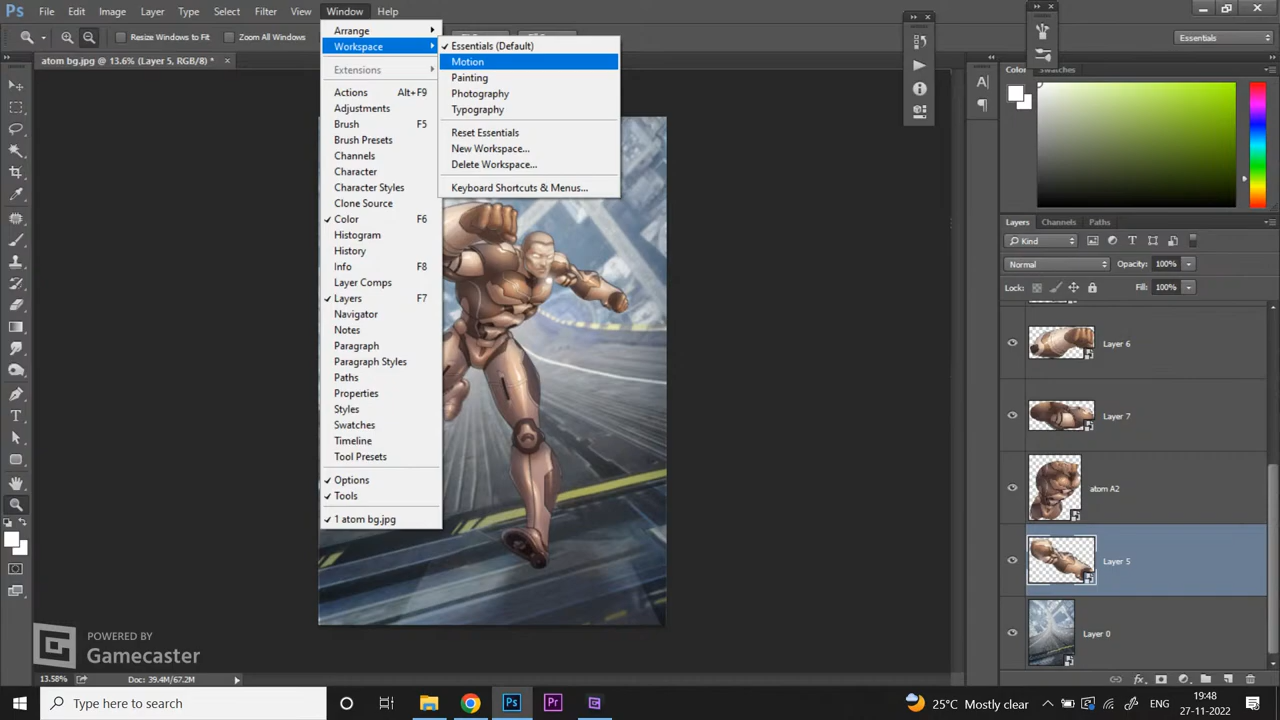 Ps File Edit Image Layer Type Select Filter View Window Help
Resize Windows to Fit Zoom All Windows Essentials
1 atom bg.jpg @ 13.6% (Layer 5, RGB/8) *
Arrange
Workspace
Extensions
Actions Alt+F9
Adjustments
Brush F5
Brush Presets
Channels
Character
Character Styles
Clone Source
Color F6
Histogram
History
Info F8
Layer Comps
Layers F7
Navigator
Notes
Paragraph
Paragraph Styles
Paths
Properties
Styles
Swatches
Timeline
Tool Presets
Options
Tools
1 atom bg.jpg
Essentials (Default)
Motion
Painting
Photography
Typography
Reset Essentials
New Workspace...
Delete Workspace...
Keyboard Shortcuts & Menus...
Color Swatches
Layers Channels Paths
Kind
Normal Opacity: 100%
Lock: Fill: 100%
Layer 6
Layer 7
atom A2
Layer 5
Layer 0
POWERED BY
Gamecaster
13.58% Doc: 39.4M/67.2M
Type here to search
Ps Pr
25°C Mostly clear
ENG
19:48
27-11-2022